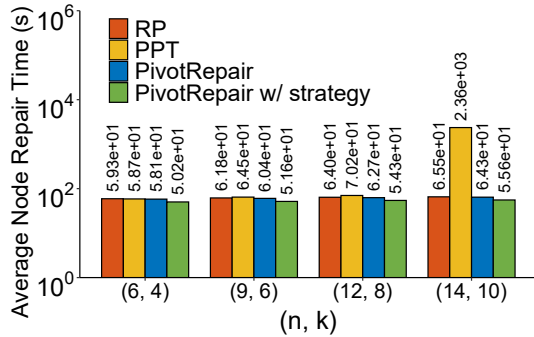 Average Node Repair Time (s)
10^6
10^4
10^2
10^0
RP
PPT
PivotRepair
PivotRepair w/ strategy
5.93e+01
5.87e+01
5.81e+01
5.02e+01
6.18e+01
6.45e+01
6.04e+01
5.16e+01
6.40e+01
7.02e+01
6.27e+01
5.43e+01
6.55e+01
2.36e+03
6.43e+01
5.56e+01
(6, 4)
(9, 6)
(12, 8)
(14, 10)
(n, k)